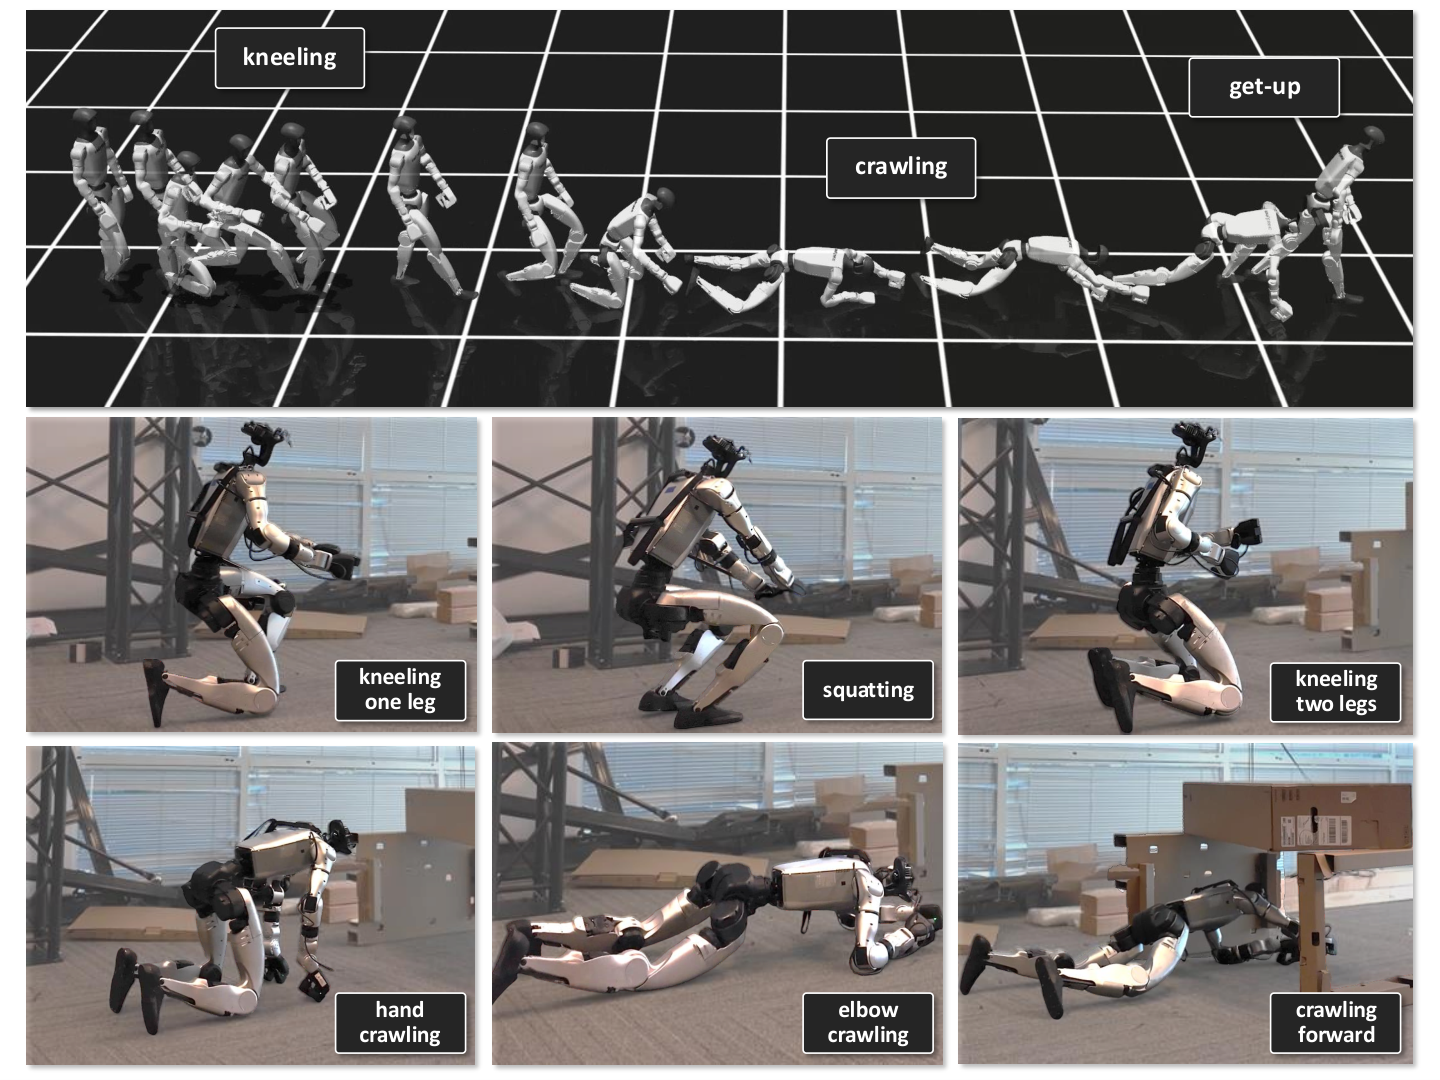 kneeling
get-up
crawling
kneeling
one leg
squatting
kneeling
two legs
hand
crawling
elbow
crawling
crawling
forward